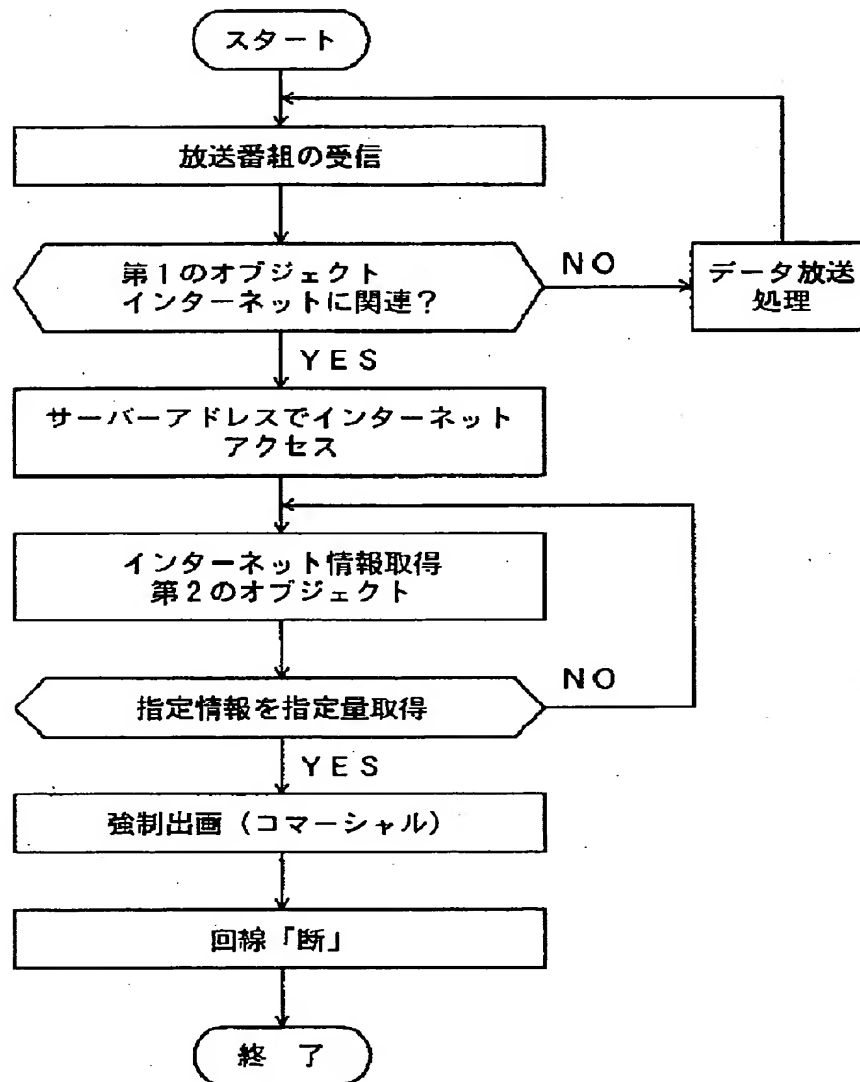 スタート
放送番組の受信
第1のオブジェクト
インターネットに関連?
NO
データ放送
処理
YES
サーバーアドレスでインターネット
アクセス
インターネット情報取得
第2のオブジェクト
指定情報を指定量取得
NO
YES
強制出画（コマーシャル）
回線「断」
終 了